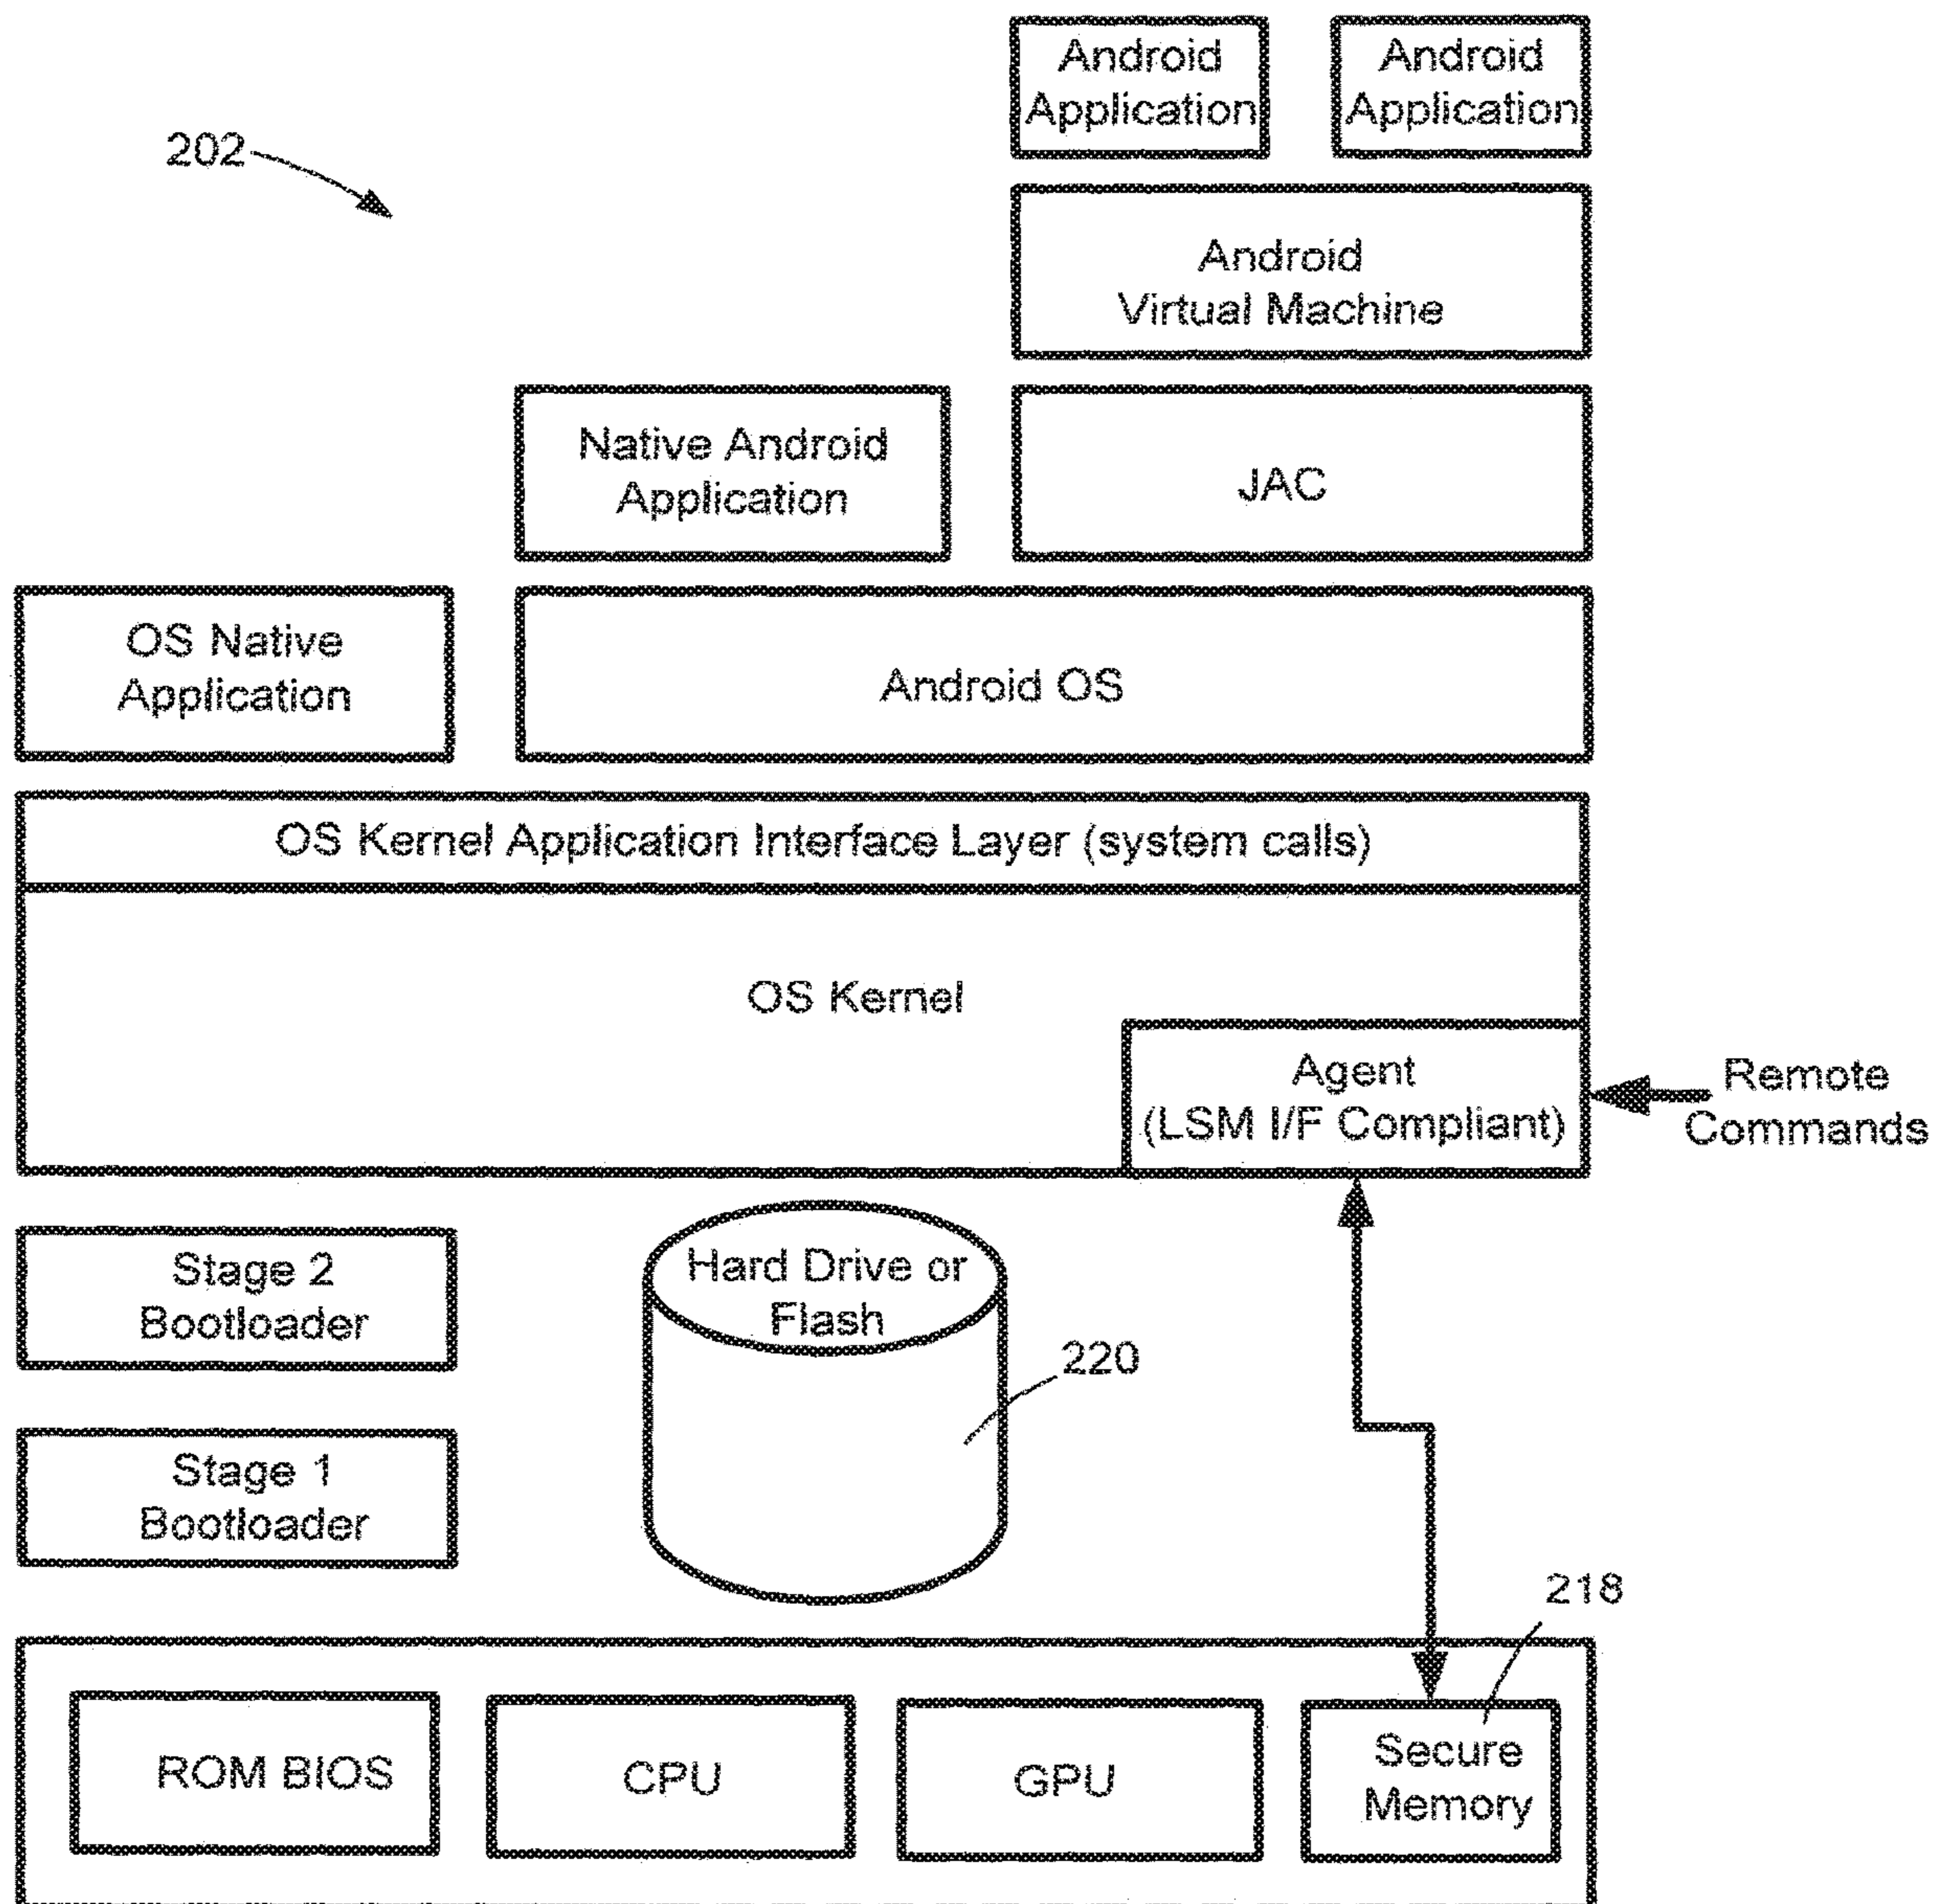 Android
Application
Android
Application
202
Android
Virtual Machine
Native Android
Application
JAC
OS Native
Application
Android OS
OS Kernel Application Interface Layer (system calls)
OS Kernel
Agent
(LSM I/F Compliant)
Remote
Commands
Stage 2
Bootloader
Hard Drive or
Flash
220
Stage 1
Bootloader
218
ROM BIOS
CPU
GPU
Secure
Memory